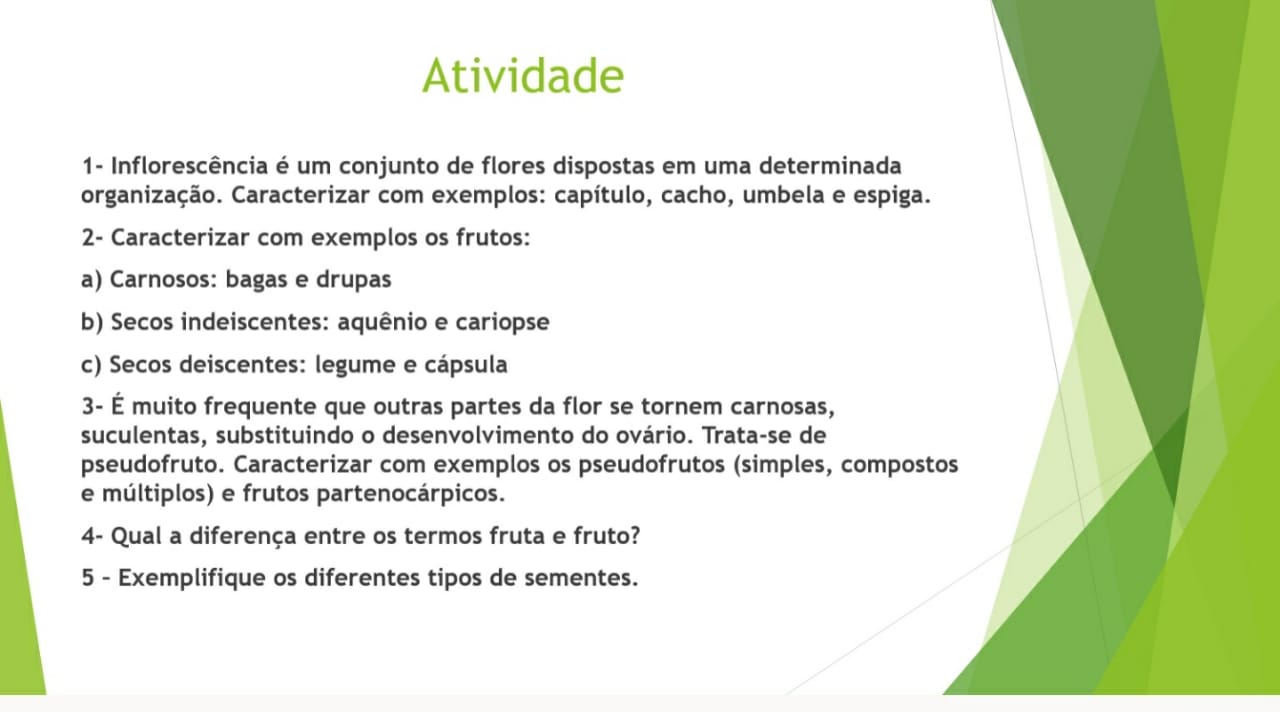 Atividade
1- Inflorescência é um conjunto de flores dispostas em uma determinada
organização. Caracterizar com exemplos: capítulo, cacho, umbela e espiga.
2- Caracterizar com exemplos os frutos:
a) Carnosos: bagas e drupas
b) Secos indeiscentes: aquênio e cariopse
c) Secos deiscentes: legume e cápsula
3- É muito frequente que outras partes da flor se tornem carnosas,
suculentas, substituindo o desenvolvimento do ovário. Trata-se de
pseudofruto. Caracterizar com exemplos os pseudofrutos (simples, compostos
e múltiplos) e frutos partenocárpicos.
4- Qual a diferença entre os termos fruta e fruto?
5 – Exemplifique os diferentes tipos de sementes.